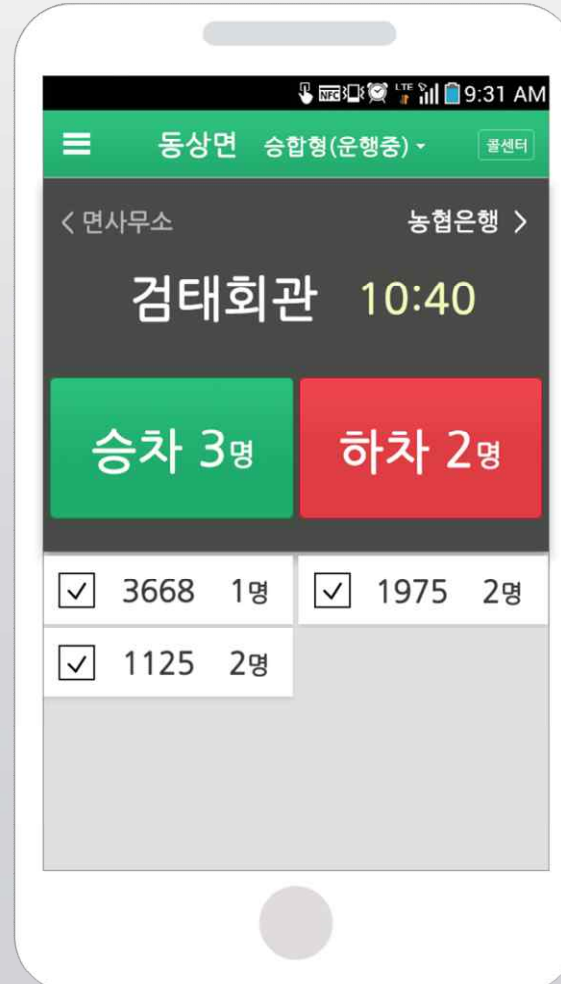 NFC LTE 9:31 AM
동상면 승합형(운행중) 콜센터
< 면사무소 농협은행 >
검태회관 10:40
승차 3명 하차 2명
3668 1명 1975 2명
1125 2명